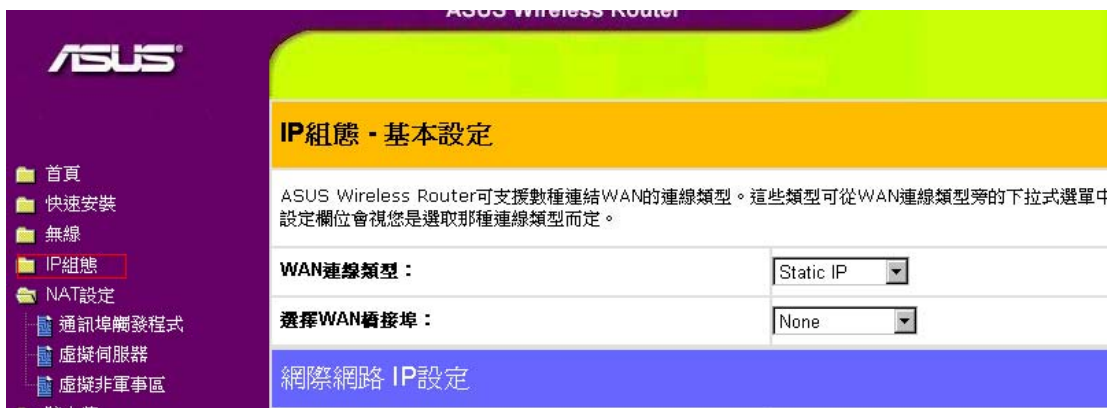 ASUS Wireless Router
ASUS
首頁
快速安裝
無線
IP組態
NAT設定
通訊埠觸發程式
虛擬伺服器
虛擬非軍事區
IP組態 - 基本設定
ASUS Wireless Router可支援數種連結WAN的連線類型。這些類型可從WAN連線類型旁的下拉式選單中
設定欄位會視您是選取那種連線類型而定。
WAN連線類型：
Static IP
選擇WAN橋接埠：
None
網際網路 IP設定